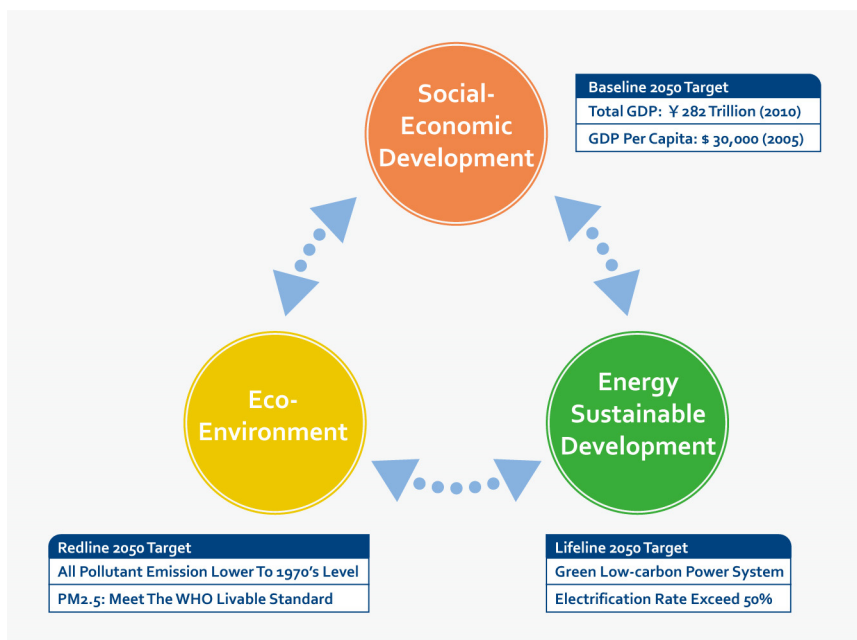 Social-
Economic
Development
Baseline 2050 Target
Total GDP: ¥ 282 Trillion (2010)
GDP Per Capita: $ 30,000 (2005)
Eco-
Environment
Energy
Sustainable
Development
Redline 2050 Target
All Pollutant Emission Lower To 1970's Level
PM2.5: Meet The WHO Livable Standard
Lifeline 2050 Target
Green Low-carbon Power System
Electrification Rate Exceed 50%